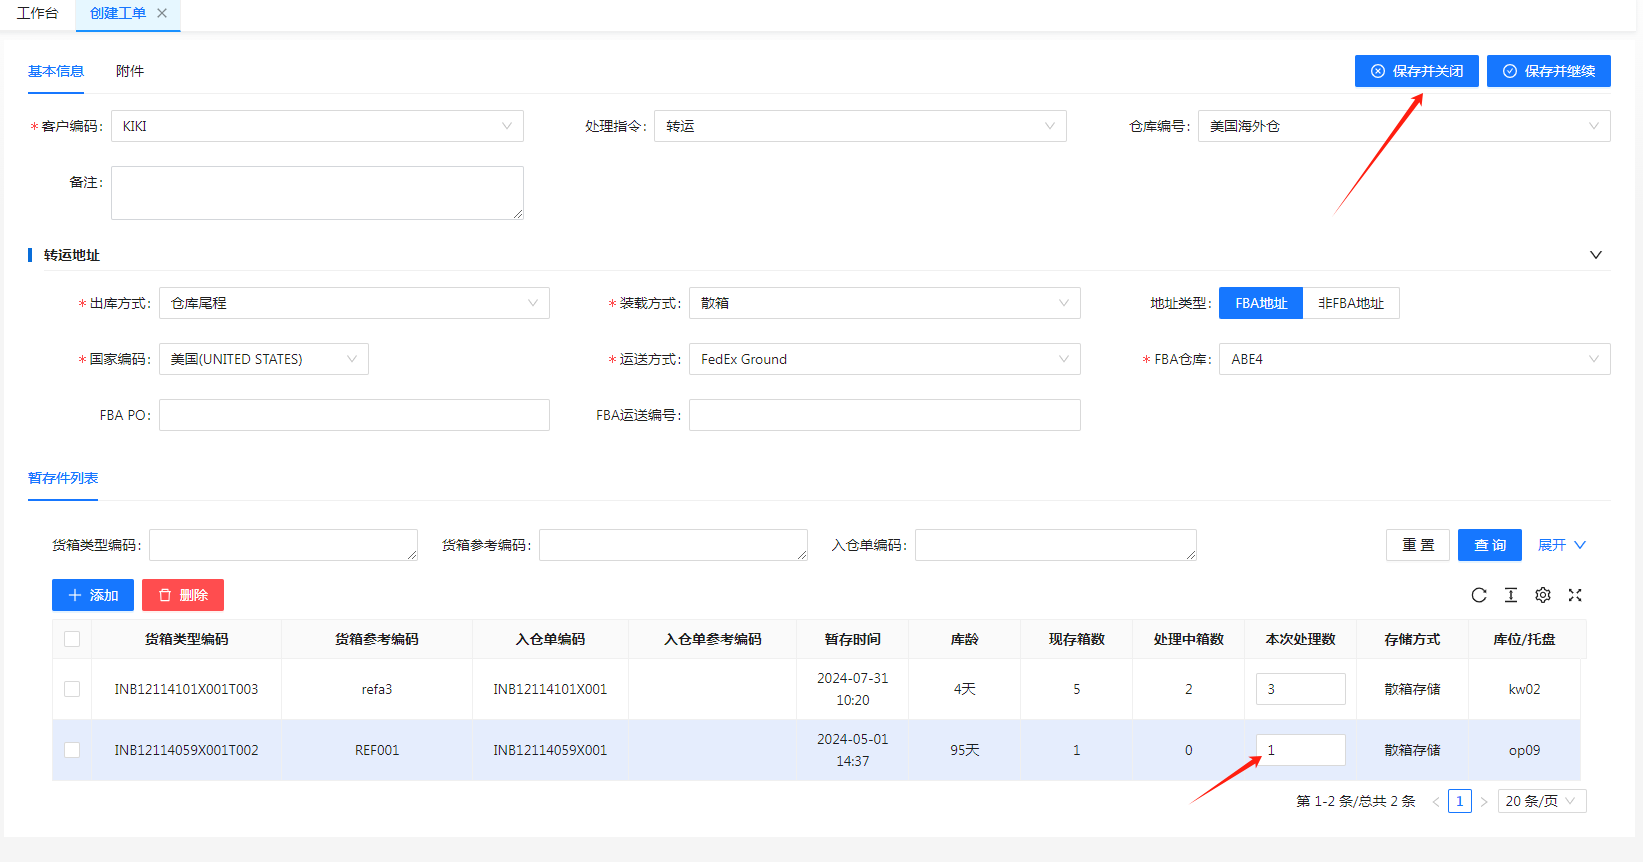 工作台 创建工单
基本信息 附件 保存并关闭 保存并继续
* 客户编码: KIKI 处理指令: 转运 仓库编号: 美国海外仓
备注:
转运地址
* 出库方式: 仓库尾程 * 装载方式: 散箱 地址类型: FBA地址 非FBA地址
* 国家编码: 美国(UNITED STATES) * 运送方式: FedEx Ground * FBA仓库: ABE4
FBA PO: FBA运送编号:
暂存件列表
货箱类型编码: 货箱参考编码: 入仓单编码: 重 置 查 询 展开
添加 删除
货箱类型编码 货箱参考编码 入仓单编码 入仓单参考编码 暂存时间 库龄 现存箱数 处理中箱数 本次处理数 存储方式 库位/托盘
INB12114101X001T003 refa3 INB12114101X001 2024-07-31 10:20 4天 5 2 3 散箱存储 kw02
INB12114059X001T002 REF001 INB12114059X001 2024-05-01 14:37 95天 1 0 1 散箱存储 op09
第 1-2 条/总共 2 条 < 1 > 20 条/页